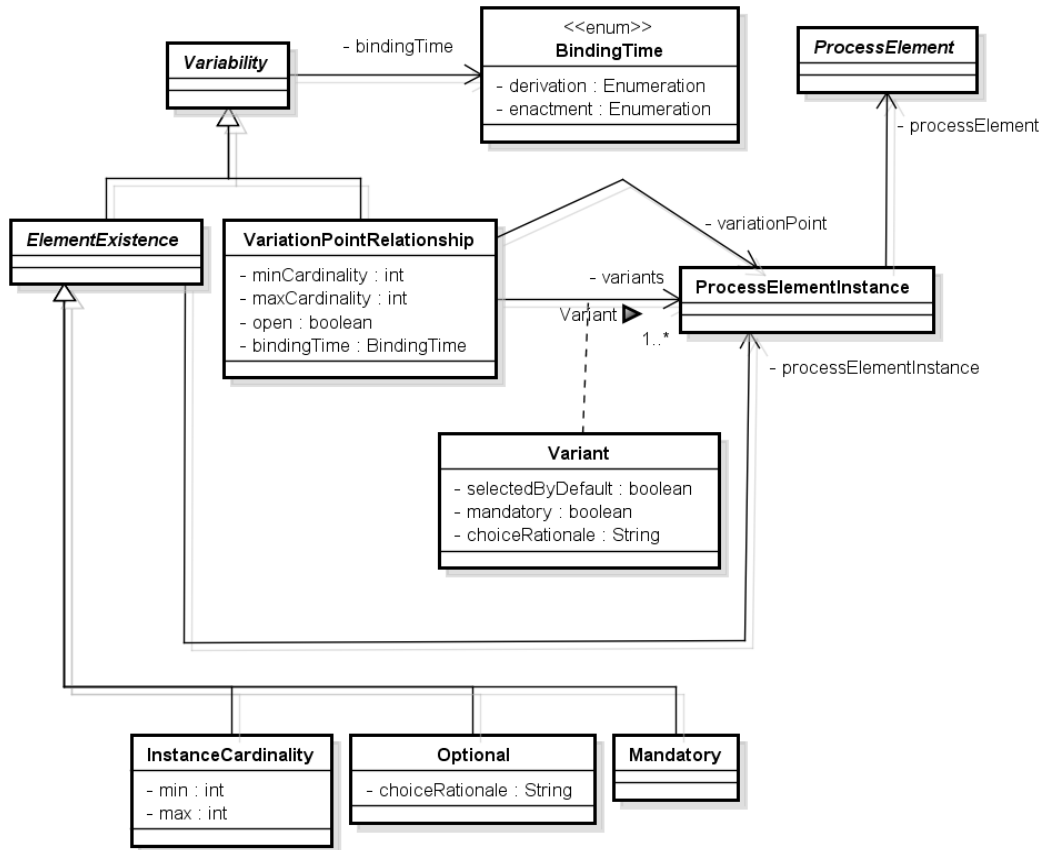 <<enum>>
BindingTime
- derivation : Enumeration
- enactment : Enumeration
Variability
- bindingTime
ProcessElement
- processElement
ElementExistence
VariationPointRelationship
- minCardinality : int
- maxCardinality : int
- open : boolean
- bindingTime : BindingTime
- variationPoint
- variants
Variant
1..*
ProcessElementInstance
- processElementInstance
Variant
- selectedByDefault : boolean
- mandatory : boolean
- choiceRationale : String
InstanceCardinality
- min : int
- max : int
Optional
- choiceRationale : String
Mandatory